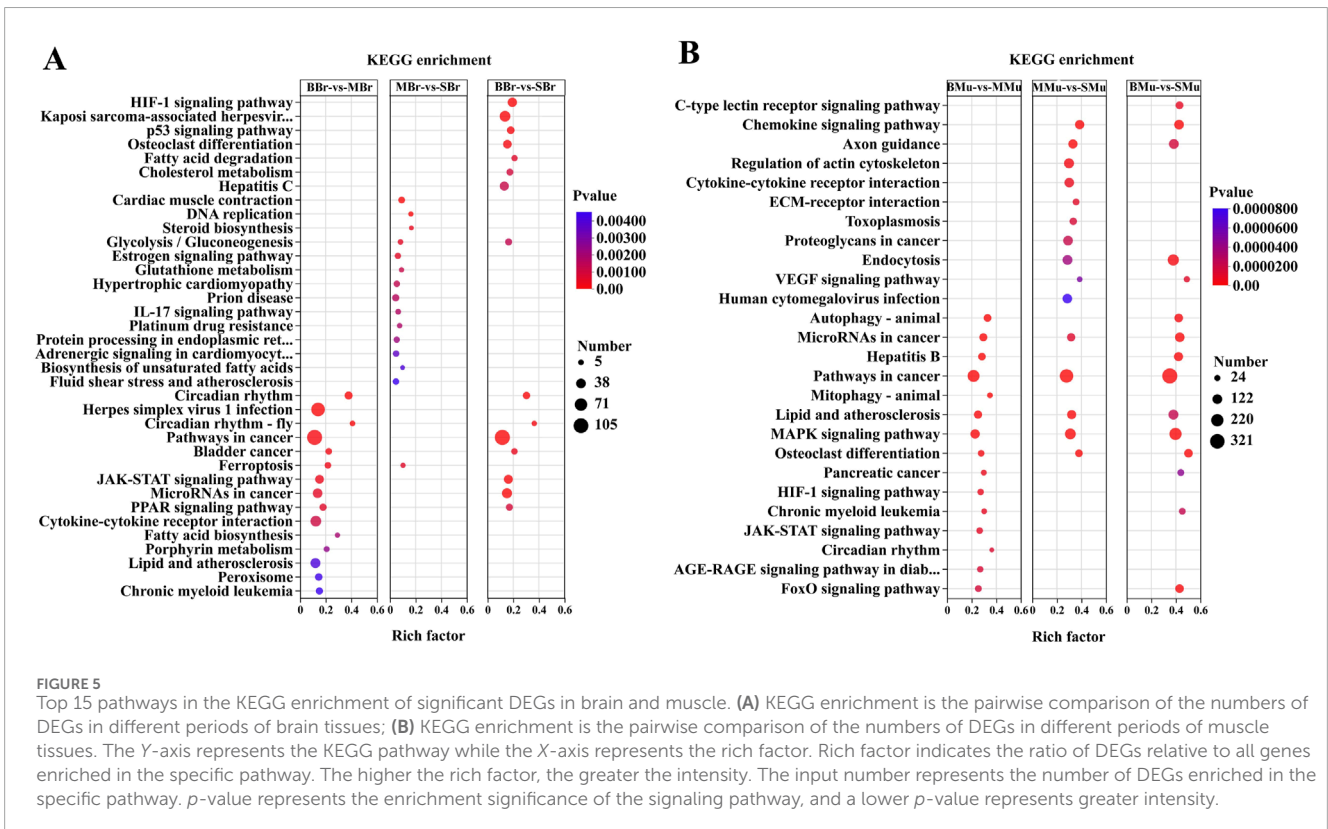 A
KEGG enrichment
BBr-vs-MBr
MBr-vs-SBr
BBr-vs-SBr
HIF-1 signaling pathway
Kaposi sarcoma-associated herpesvir...
p53 signaling pathway
Osteoclast differentiation
Fatty acid degradation
Cholesterol metabolism
Hepatitis C
Cardiac muscle contraction
DNA replication
Steroid biosynthesis
Glycolysis / Gluconeogenesis
Estrogen signaling pathway
Glutathione metabolism
Hypertrophic cardiomyopathy
Prion disease
IL-17 signaling pathway
Platinum drug resistance
Protein processing in endoplasmic ret...
Adrenergic signaling in cardiomyocyt...
Biosynthesis of unsaturated fatty acids
Fluid shear stress and atherosclerosis
Circadian rhythm
Herpes simplex virus 1 infection
Circadian rhythm - fly
Pathways in cancer
Bladder cancer
Ferroptosis
JAK-STAT signaling pathway
MicroRNAs in cancer
PPAR signaling pathway
Cytokine-cytokine receptor interaction
Fatty acid biosynthesis
Porphyrin metabolism
Lipid and atherosclerosis
Peroxisome
Chronic myeloid leukemia
0 0.2 0.4 0.6 0 0.2 0.4 0.6 0 0.2 0.4 0.6
Rich factor
Pvalue
0.00400
0.00300
0.00200
0.00100
0.00
Number
5
38
71
105
B
KEGG enrichment
BMu-vs-MMu
MMu-vs-SMu
BMu-vs-SMu
C-type lectin receptor signaling pathway
Chemokine signaling pathway
Axon guidance
Regulation of actin cytoskeleton
Cytokine-cytokine receptor interaction
ECM-receptor interaction
Toxoplasmosis
Proteoglycans in cancer
Endocytosis
VEGF signaling pathway
Human cytomegalovirus infection
Autophagy - animal
MicroRNAs in cancer
Hepatitis B
Pathways in cancer
Mitophagy - animal
Lipid and atherosclerosis
MAPK signaling pathway
Osteoclast differentiation
Pancreatic cancer
HIF-1 signaling pathway
Chronic myeloid leukemia
JAK-STAT signaling pathway
Circadian rhythm
AGE-RAGE signaling pathway in diab...
FoxO signaling pathway
0 0.2 0.4 0.6 0 0.2 0.4 0.6 0 0.2 0.4 0.6
Rich factor
Pvalue
0.0000800
0.0000600
0.0000400
0.0000200
0.00
Number
24
122
220
321
FIGURE 5
Top 15 pathways in the KEGG enrichment of significant DEGs in brain and muscle. (A) KEGG enrichment is the pairwise comparison of the numbers of
DEGs in different periods of brain tissues; (B) KEGG enrichment is the pairwise comparison of the numbers of DEGs in different periods of muscle
tissues. The Y-axis represents the KEGG pathway while the X-axis represents the rich factor. Rich factor indicates the ratio of DEGs relative to all genes
enriched in the specific pathway. The higher the rich factor, the greater the intensity. The input number represents the number of DEGs enriched in the
specific pathway. p-value represents the enrichment significance of the signaling pathway, and a lower p-value represents greater intensity.